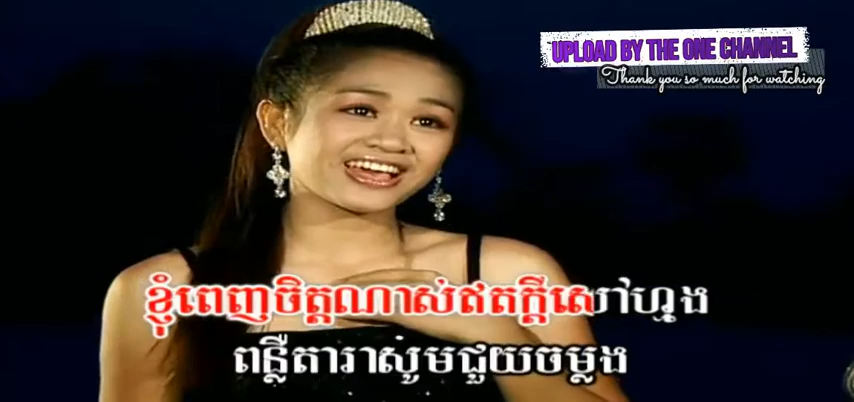 UPLOAD BY THE ONE CHANNEL
Thank you so much for watching
ខ្ញុំពេញចិត្តណាស់ឥតក្ដីសៅហ្មង
ពន្លឺតារាសូមជួយចម្លង